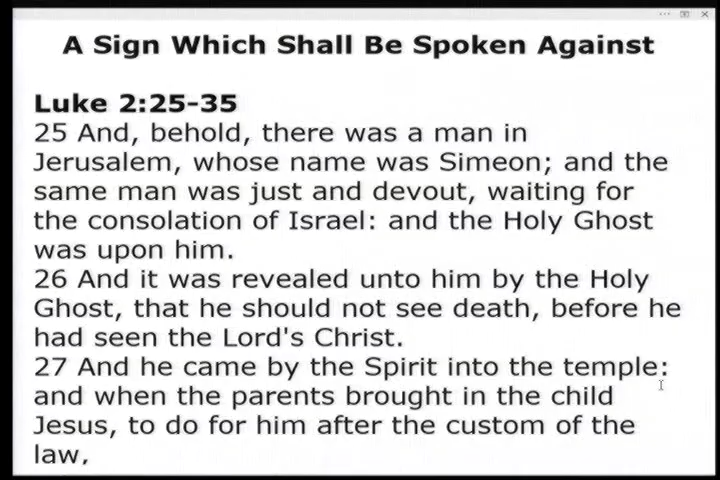 A Sign Which Shall Be Spoken Against
Luke 2:25-35
25 And, behold, there was a man in
Jerusalem, whose name was Simeon; and the
same man was just and devout, waiting for
the consolation of Israel: and the Holy Ghost
was upon him.
26 And it was revealed unto him by the Holy
Ghost, that he should not see death, before he
had seen the Lord's Christ.
27 And he came by the Spirit into the temple:
and when the parents brought in the child
Jesus, to do for him after the custom of the
law,